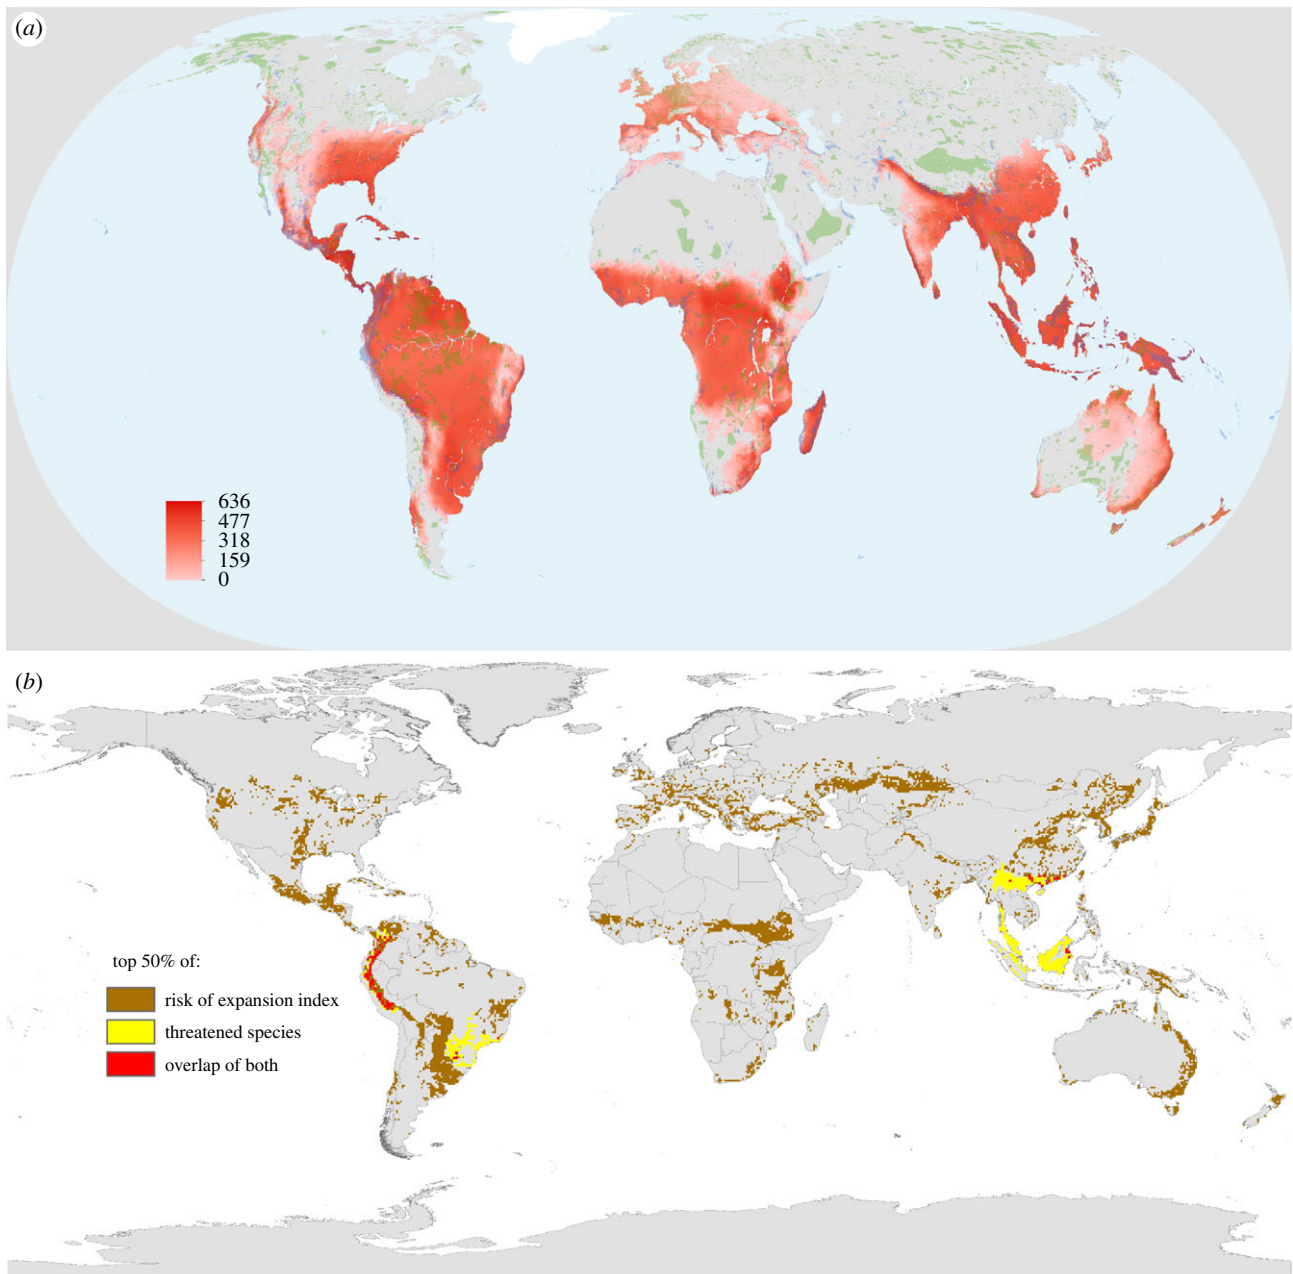 (a)
636
477
318
159
0
(b)
top 50% of:
risk of expansion index
threatened species
overlap of both